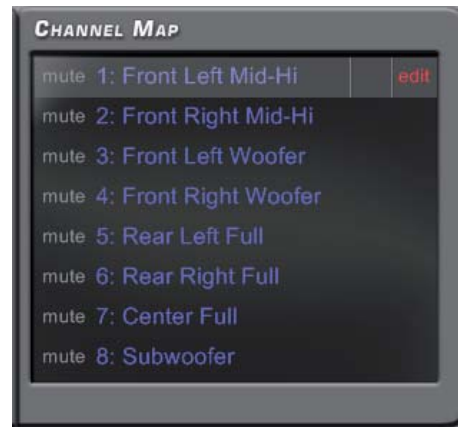 CHANNEL MAP
mute 1: Front Left Mid-Hi edit
mute 2: Front Right Mid-Hi
mute 3: Front Left Woofer
mute 4: Front Right Woofer
mute 5: Rear Left Full
mute 6: Rear Right Full
mute 7: Center Full
mute 8: Subwoofer